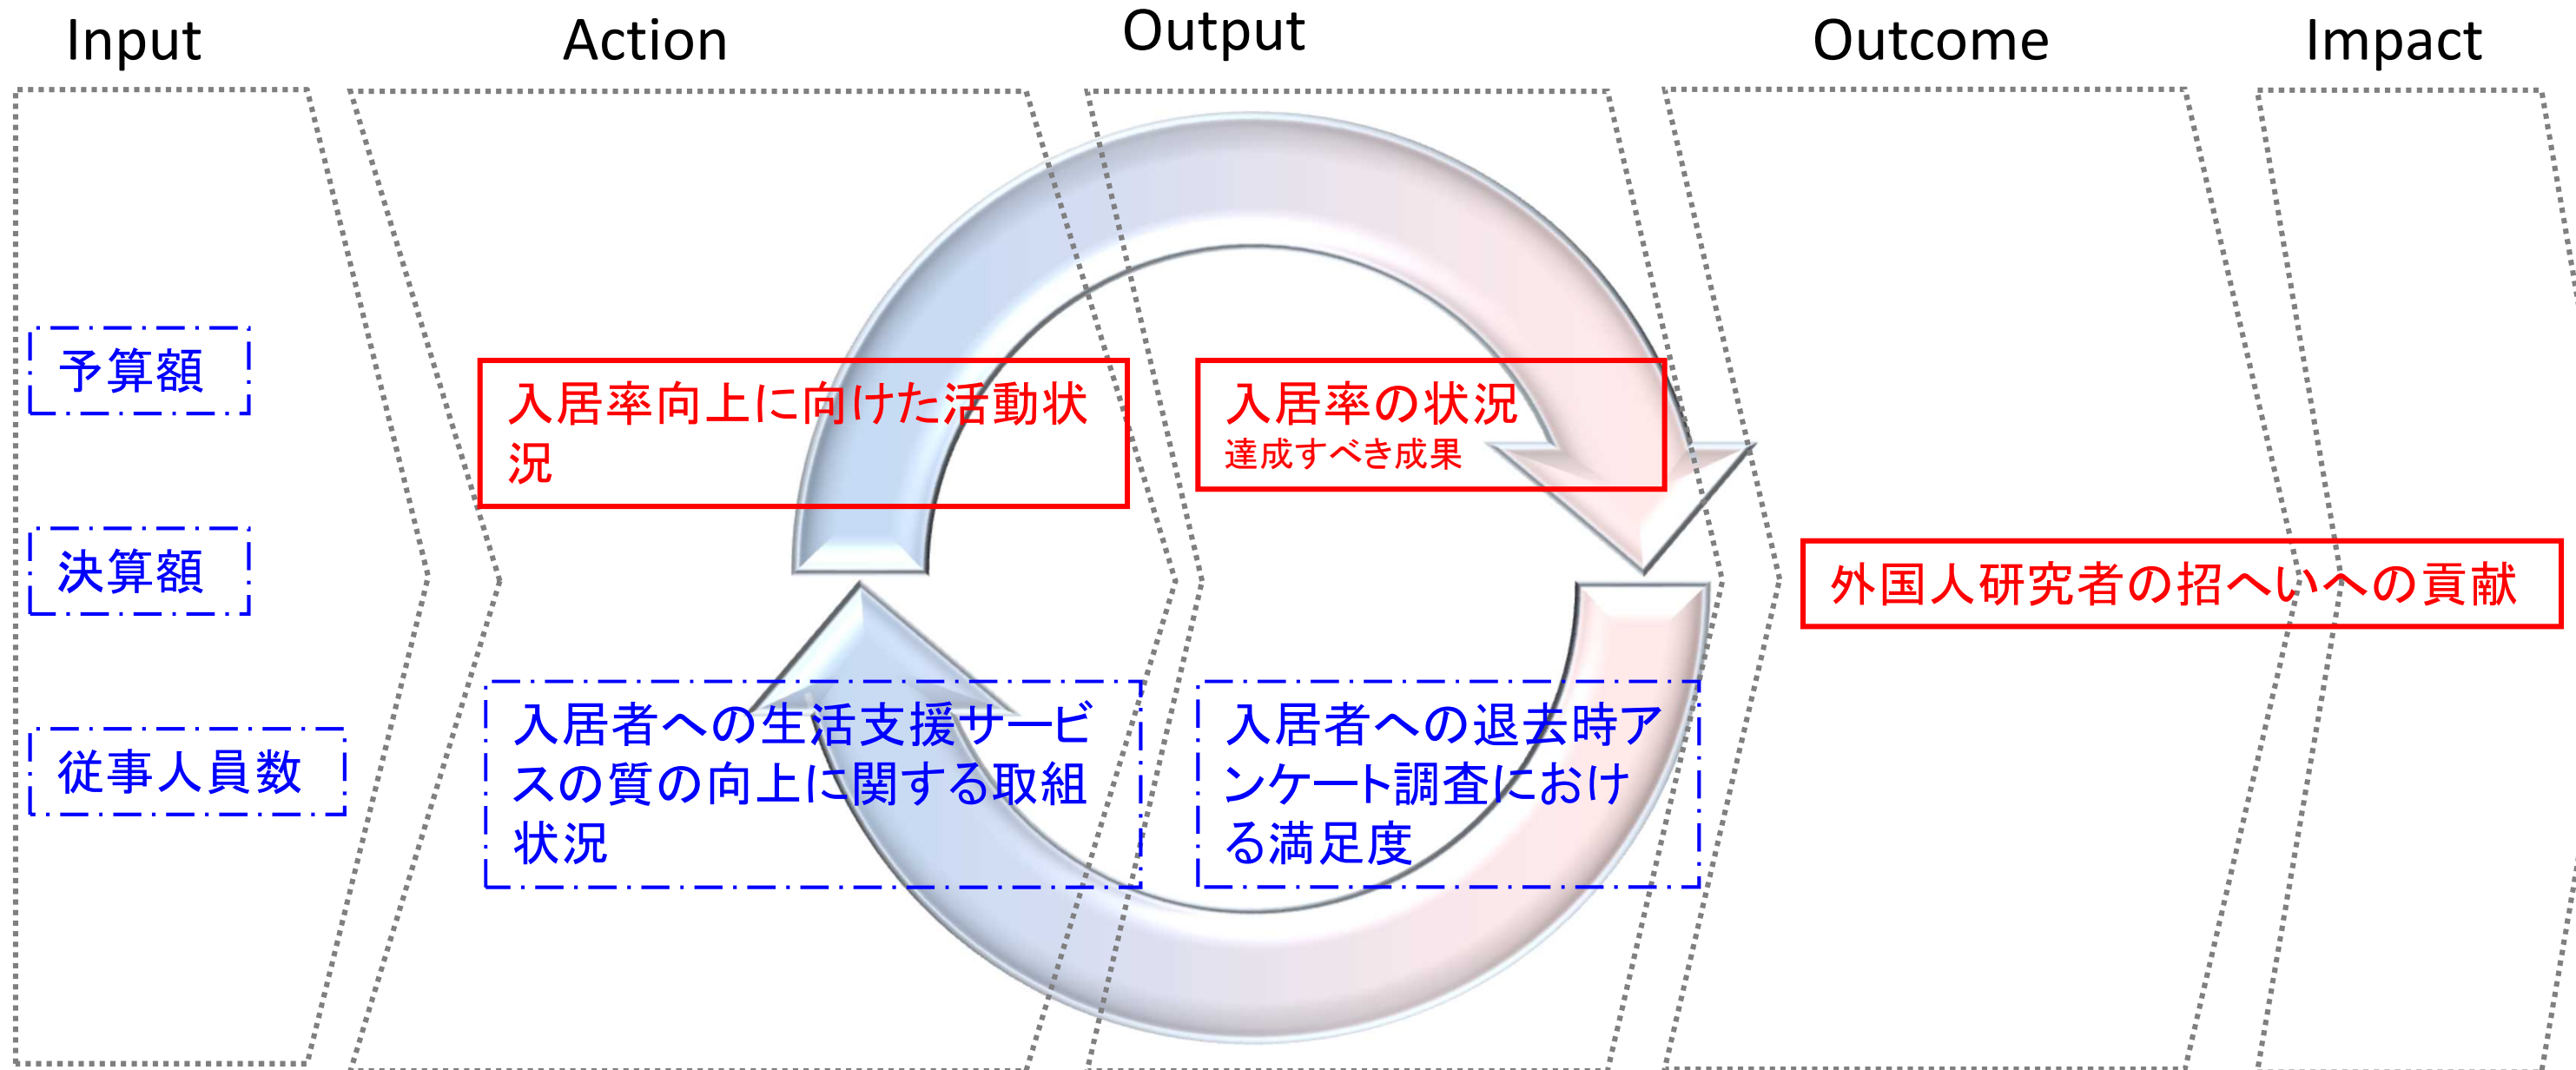 Input
Action
Output
Outcome
Impact
予算額
決算額
従事人員数
入居率向上に向けた活動状
況
入居者への生活支援サービ
スの質の向上に関する取組
状況
入居率の状況
達成すべき成果
入居者への退去時ア
ンケート調査におけ
る満足度
外国人研究者の招へいへの貢献